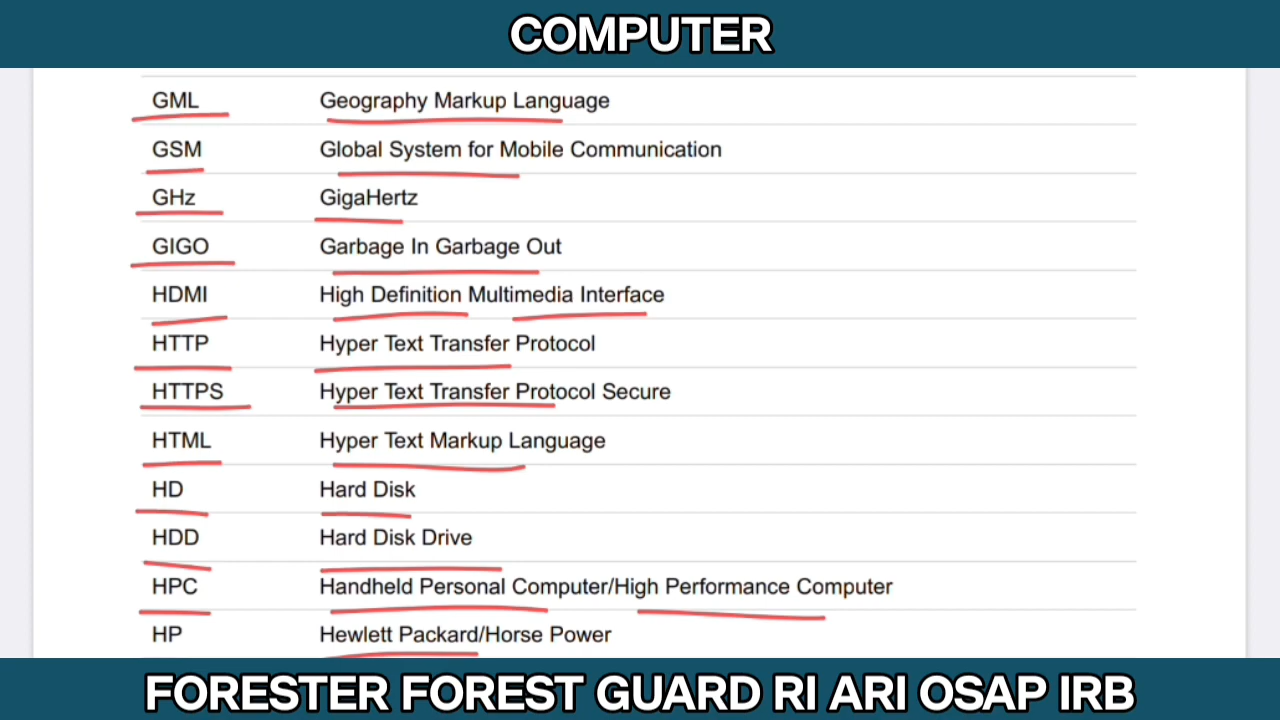 COMPUTER
GML Geography Markup Language
GSM Global System for Mobile Communication
GHz GigaHertz
GIGO Garbage In Garbage Out
HDMI High Definition Multimedia Interface
HTTP Hyper Text Transfer Protocol
HTTPS Hyper Text Transfer Protocol Secure
HTML Hyper Text Markup Language
HD Hard Disk
HDD Hard Disk Drive
HPC Handheld Personal Computer/High Performance Computer
HP Hewlett Packard/Horse Power
FORESTER FOREST GUARD RI ARI OSAP IRB